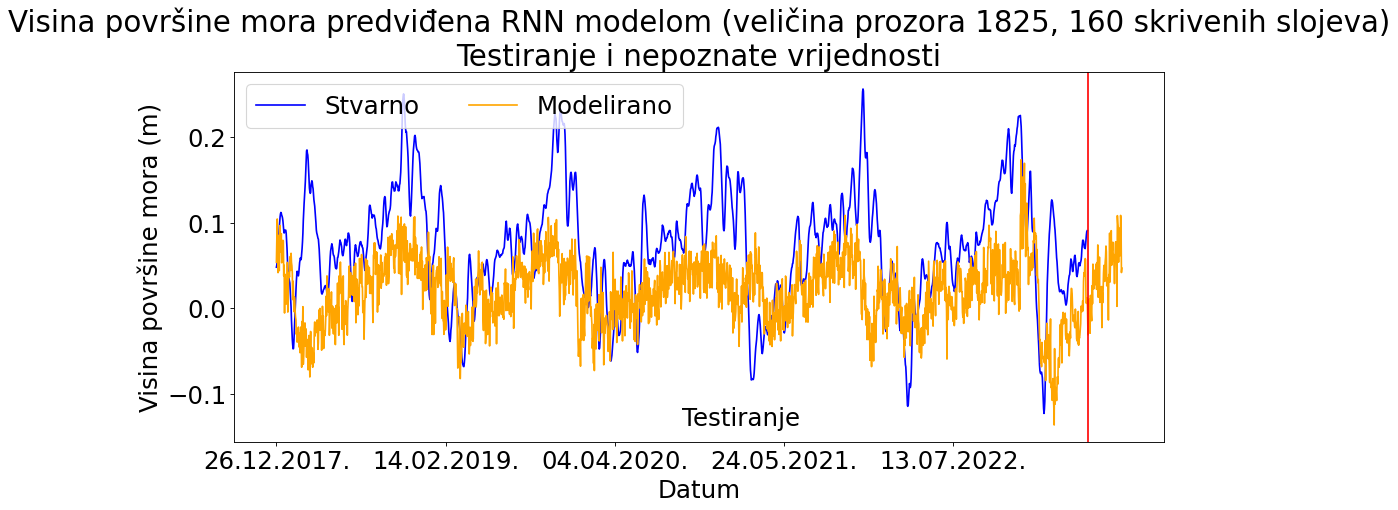 Visina površine mora predviđena RNN modelom (veličina prozora 1825, 160 skrivenih slojeva)
Testiranje i nepoznate vrijednosti
Stvarno
Modelirano
Visina površine mora (m)
0.2
0.1
0.0
−0.1
Testiranje
26.12.2017.
14.02.2019.
04.04.2020.
24.05.2021.
13.07.2022.
Datum